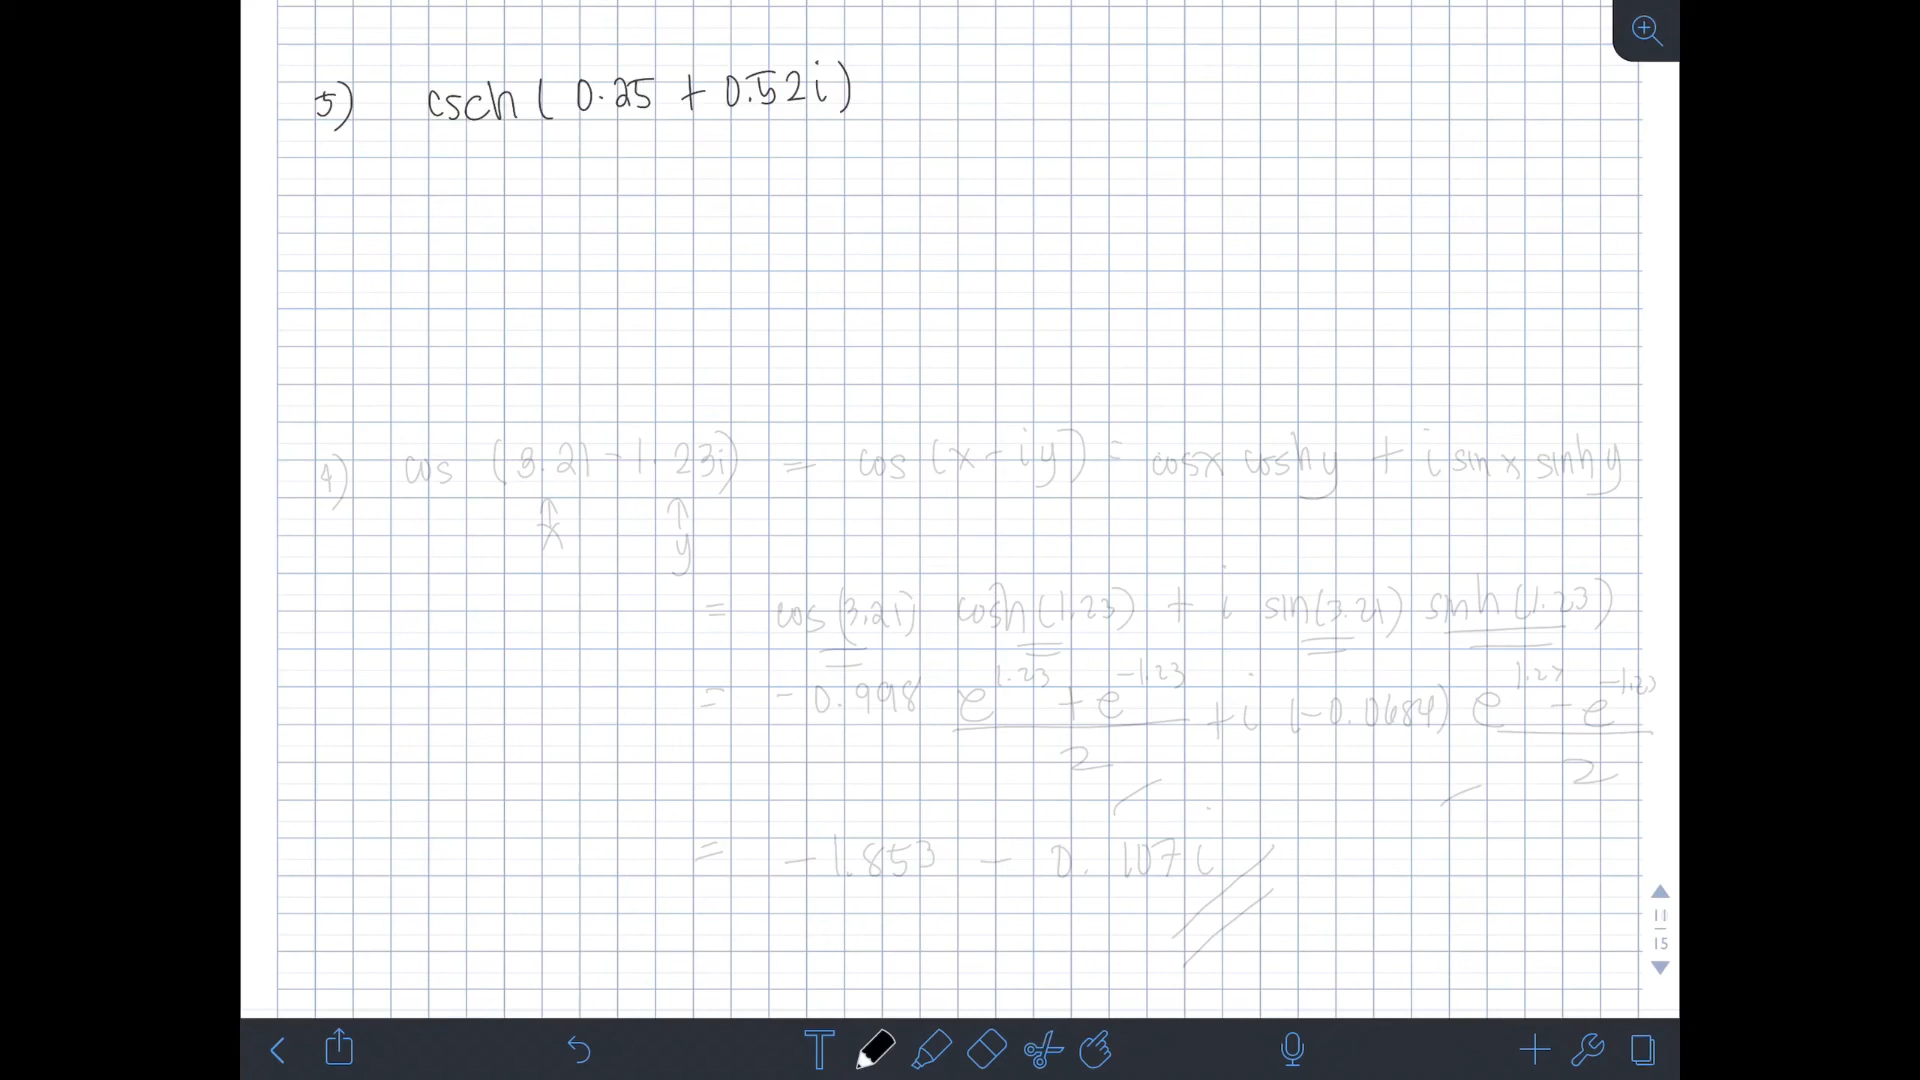 5) csch ( 0.25 + 0.52i )
4) cos (3.21 - 1.23i) = cos (x - iy) = cosx coshy + i sin x sinh y
x y
= cos (3.21) cosh (1.23) + i sin (3.21) sinh (1.23)
= -0.998 e^1.23 + e^-1.23 / 2 + i (-0.0684) e^1.23 - e^-1.23 / 2
= -1.853 - 0.107 i
11
15
T